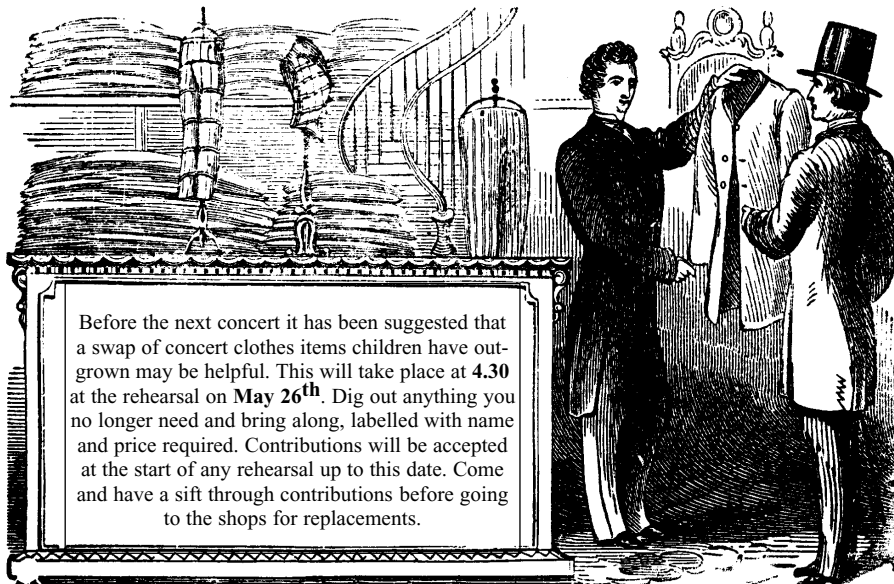 Before the next concert it has been suggested that
a swap of concert clothes items children have out-
grown may be helpful. This will take place at 4.30
at the rehearsal on May 26th. Dig out anything you
no longer need and bring along, labelled with name
and price required. Contributions will be accepted
at the start of any rehearsal up to this date. Come
and have a sift through contributions before going
to the shops for replacements.